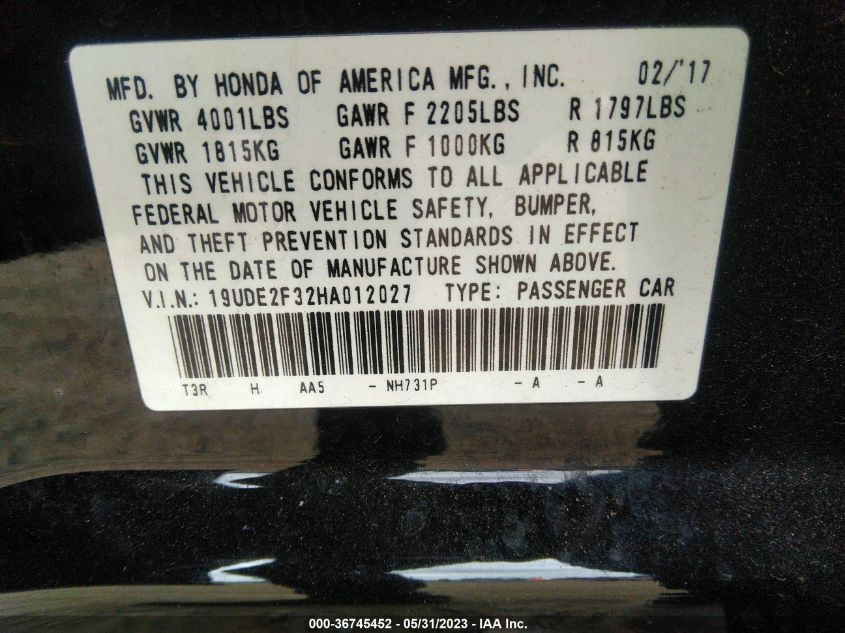 MFD. BY HONDA OF AMERICA MFG., INC. 02/'17
GVWR 4001LBS GAWR F 2205LBS R 1797LBS
GVWR 1815KG GAWR F 1000KG R 815KG
THIS VEHICLE CONFORMS TO ALL APPLICABLE
FEDERAL MOTOR VEHICLE SAFETY, BUMPER,
AND THEFT PREVENTION STANDARDS IN EFFECT
ON THE DATE OF MANUFACTURE SHOWN ABOVE.
V.I.N.: 19UDE2F32HA012027 TYPE: PASSENGER CAR
T3R H AA5 - NH731P - A - A
000-36745452 - 05/31/2023 - IAA Inc.